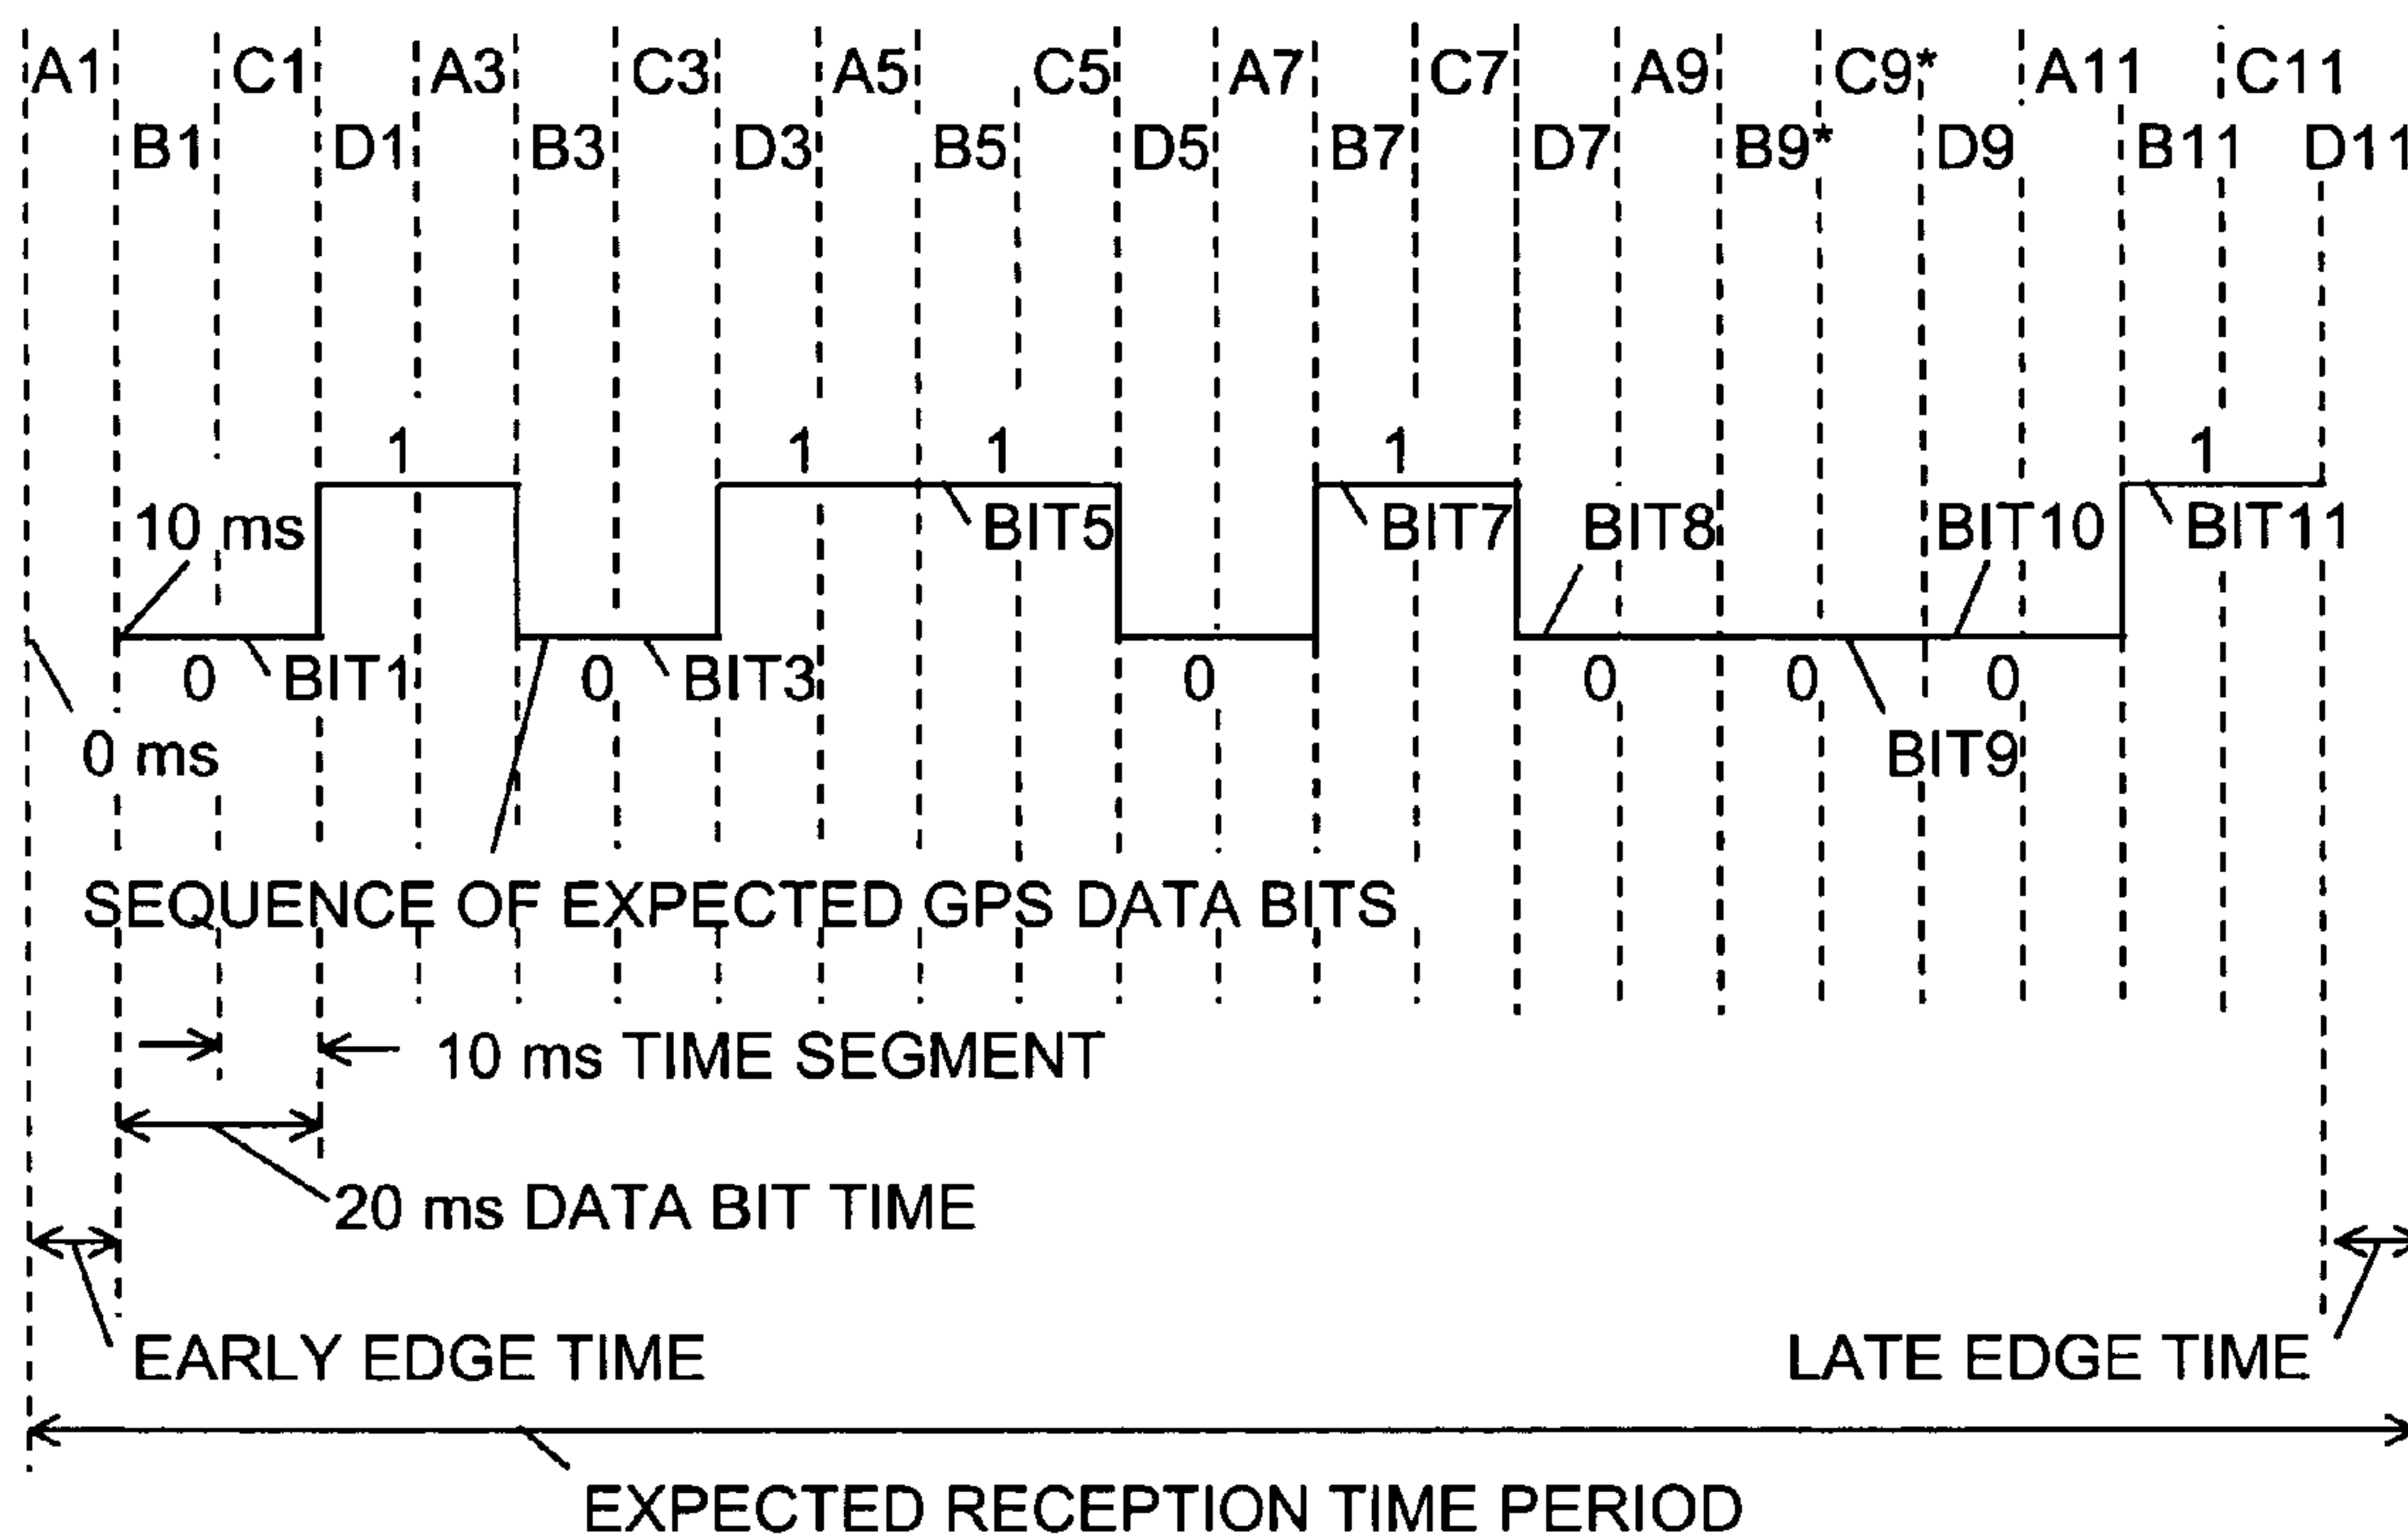 A1 C1 A3 C3 A5 C5 A7 C7 A9 C9* A11 C11
B1 D1 B3 D3 B5 D5 B7 D7 B9* D9 B11 D11
1 1 1 1 1
10 ms BIT5 BIT7 BIT8 BIT10 BIT11
0 BIT1 0 BIT3 0 0 0 0
0 ms BIT9
SEQUENCE OF EXPECTED GPS DATA BITS
10 ms TIME SEGMENT
20 ms DATA BIT TIME
EARLY EDGE TIME LATE EDGE TIME
EXPECTED RECEPTION TIME PERIOD